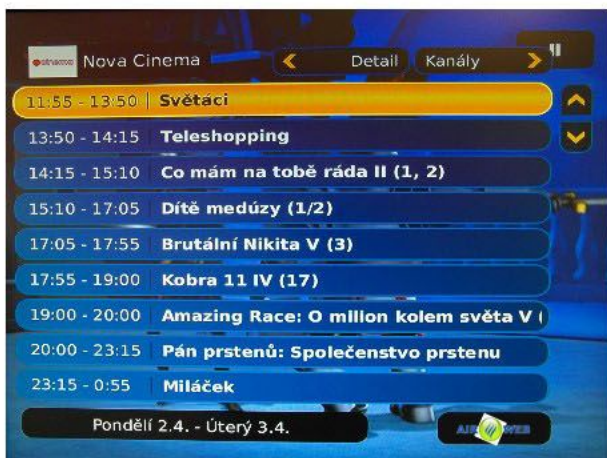 cinema Nova Cinema Detail Kanály
11:55 - 13:50 Světáci
13:50 - 14:15 Teleshopping
14:15 - 15:10 Co mám na tobě ráda II (1, 2)
15:10 - 17:05 Dítě medúzy (1/2)
17:05 - 17:55 Brutální Nikita V (3)
17:55 - 19:00 Kobra 11 IV (17)
19:00 - 20:00 Amazing Race: O milion kolem světa V (
20:00 - 23:15 Pán prstenů: Společenstvo prstenu
23:15 - 0:55 Miláček
Pondělí 2.4. - Úterý 3.4.
AIR WEB